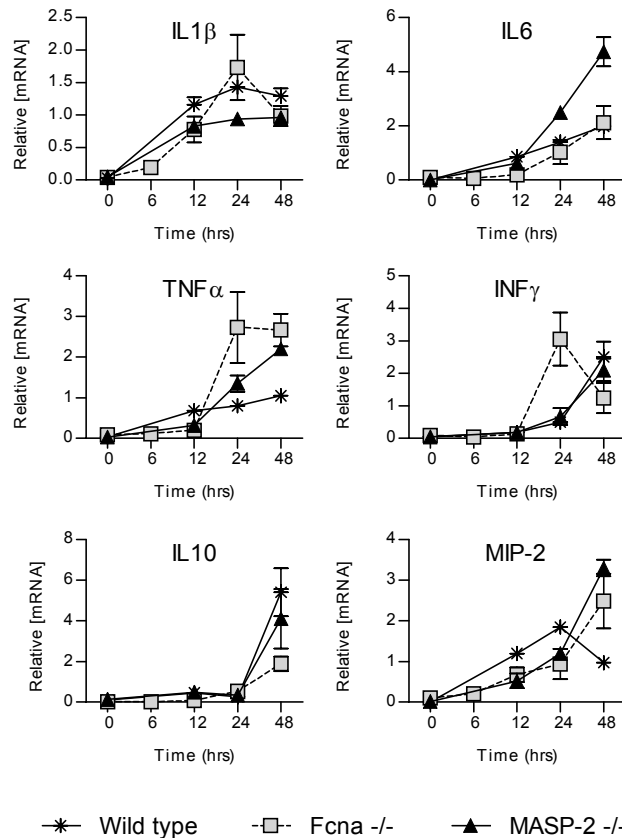 IL1β
Relative [mRNA]
2.5
2.0
1.5
1.0
0.5
0.0
0 6 12 24 48
Time (hrs)
IL6
Relative [mRNA]
6
4
2
0
0 6 12 24 48
Time (hrs)
TNFα
Relative [mRNA]
4
3
2
1
0
0 6 12 24 48
Time (hrs)
INFγ
Relative [mRNA]
5
4
3
2
1
0
0 6 12 24 48
Time (hrs)
IL10
Relative [mRNA]
8
6
4
2
0
0 6 12 24 48
Time (hrs)
MIP-2
Relative [mRNA]
4
3
2
1
0
0 6 12 24 48
Time (hrs)
Wild type Fcna -/- MASP-2 -/-